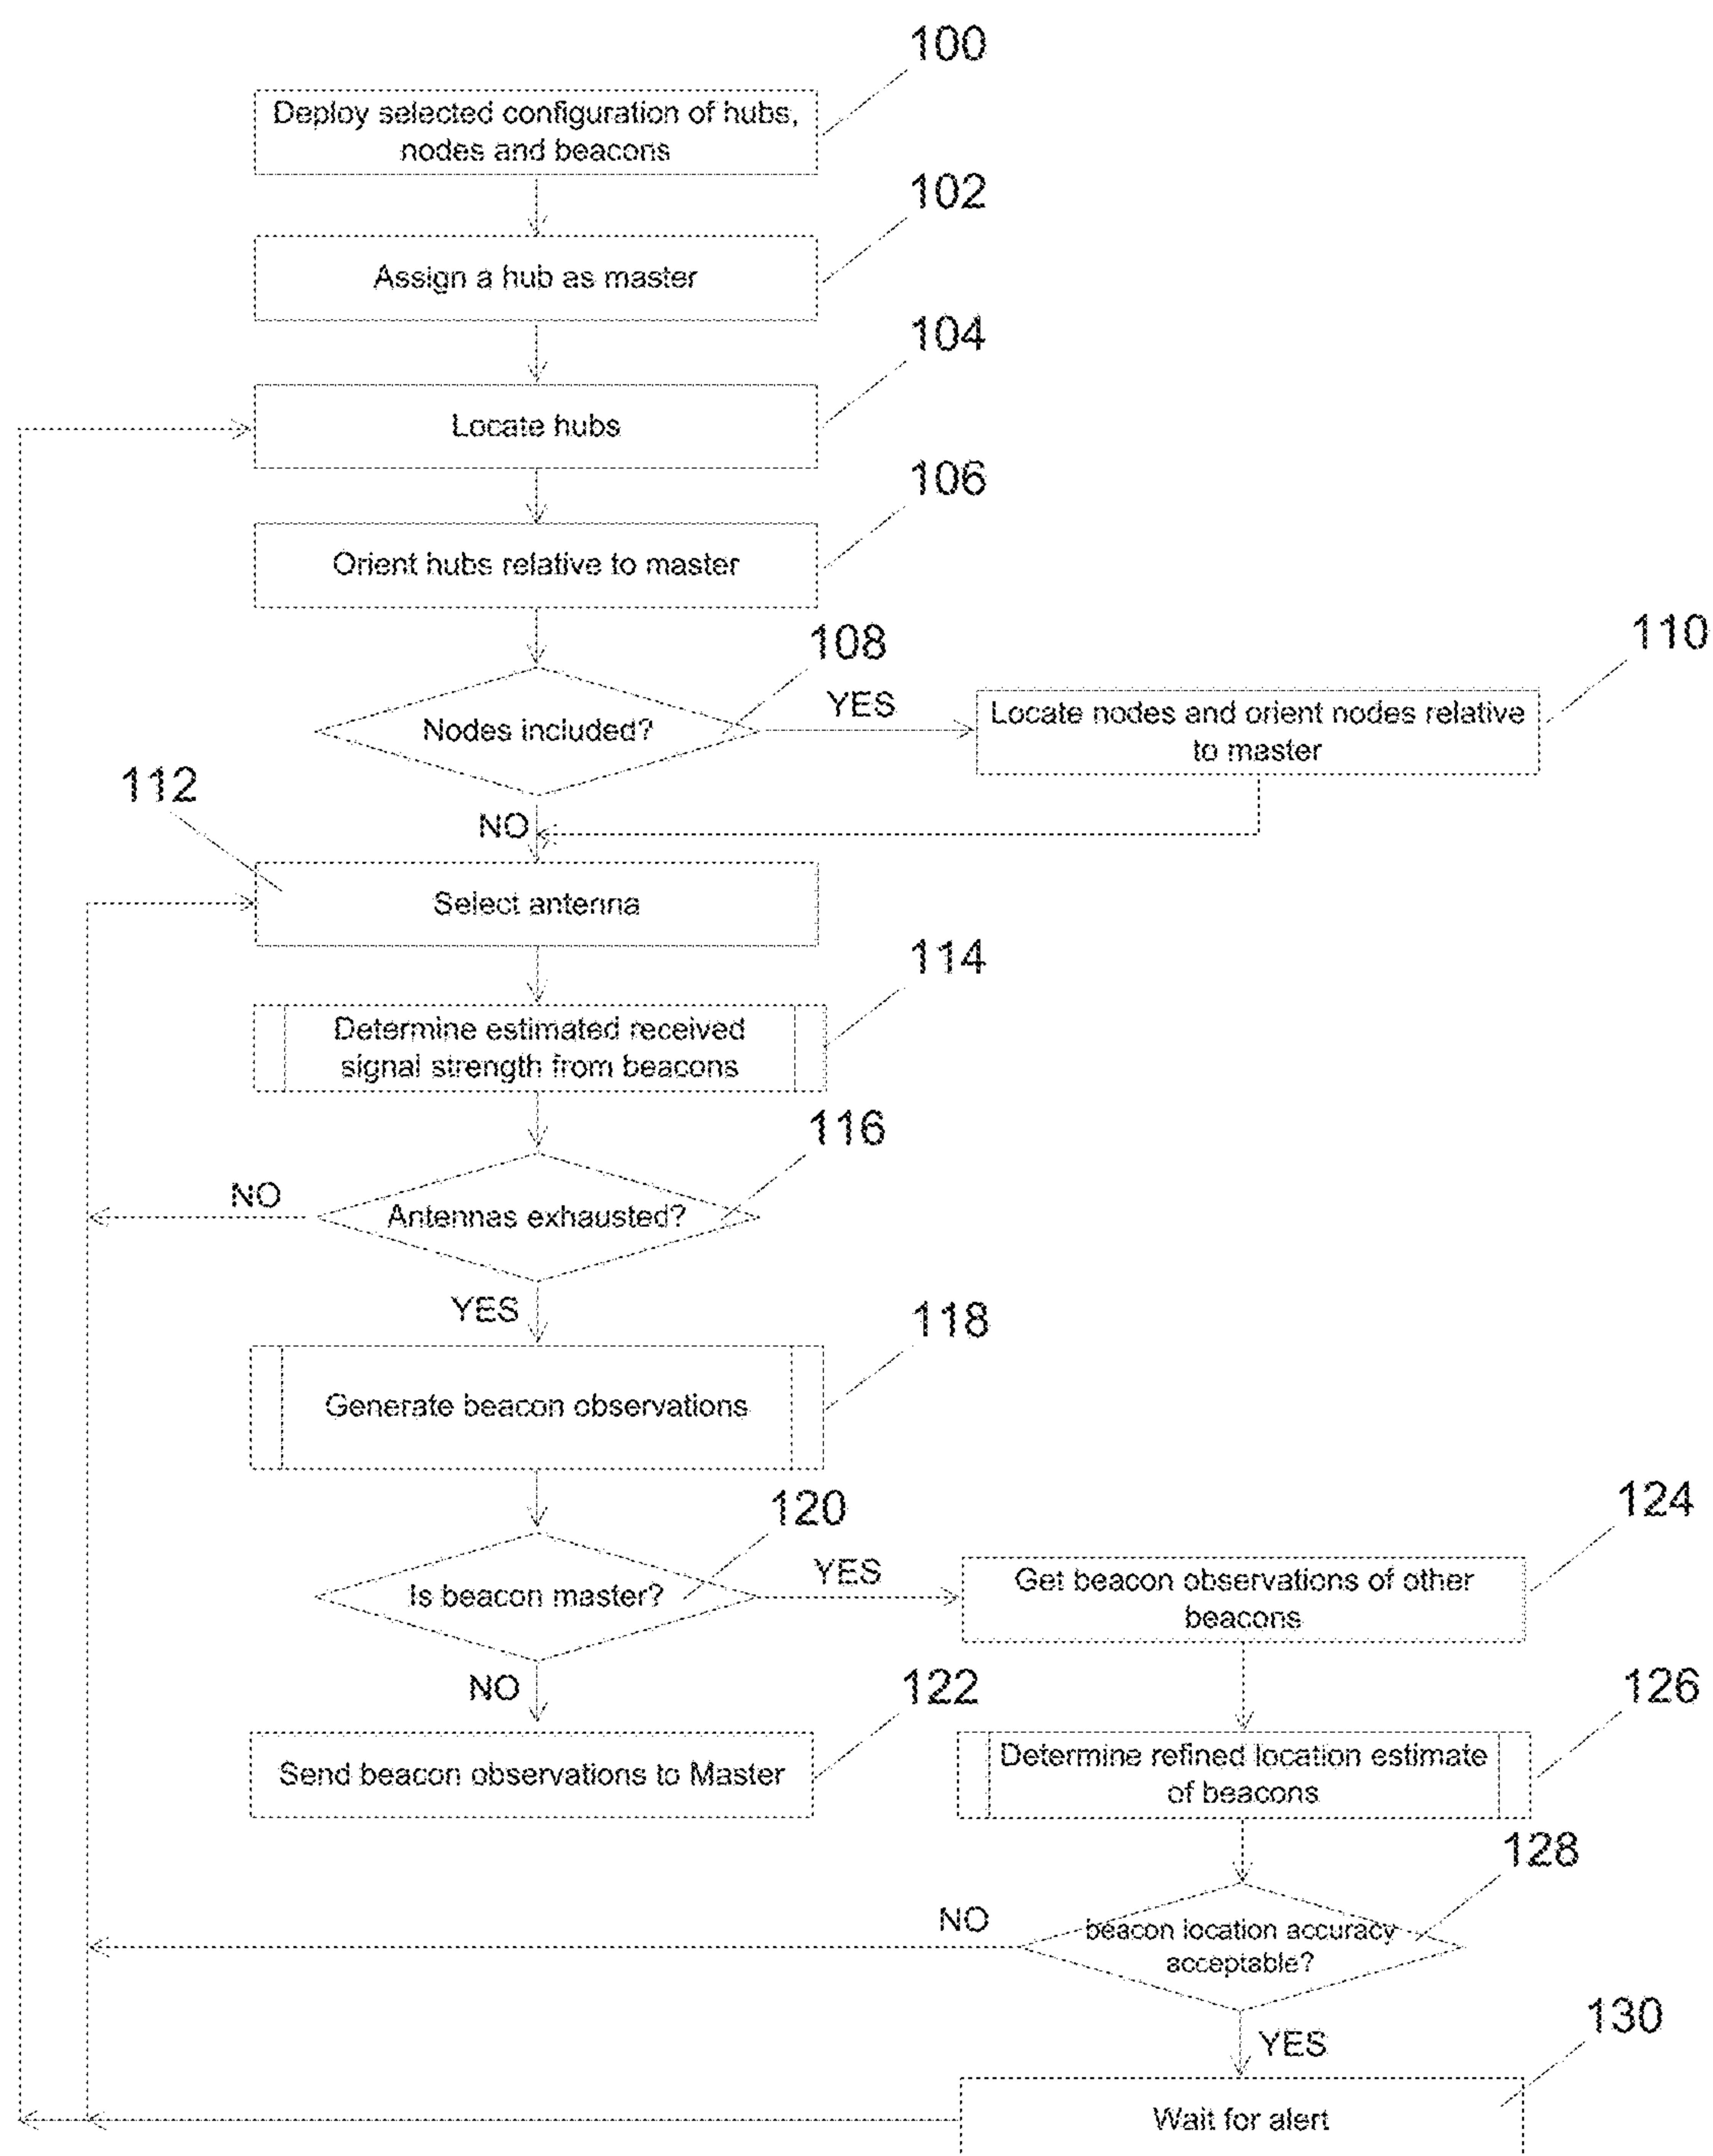 100
Deploy selected configuration of hubs,
nodes and beacons
102
Assign a hub as master
104
Locate hubs
106
Orient hubs relative to master
108
Nodes included?
YES
110
Locate nodes and orient nodes relative
to master
NO
112
Select antenna
114
Determine estimated received
signal strength from beacons
116
Antennas exhausted?
NO
YES
118
Generate beacon observations
120
Is beacon master?
YES
124
Get beacon observations of other
beacons
NO
122
Send beacon observations to Master
126
Determine refined location estimate
of beacons
128
beacon location accuracy
acceptable?
NO
YES
130
Wait for alert